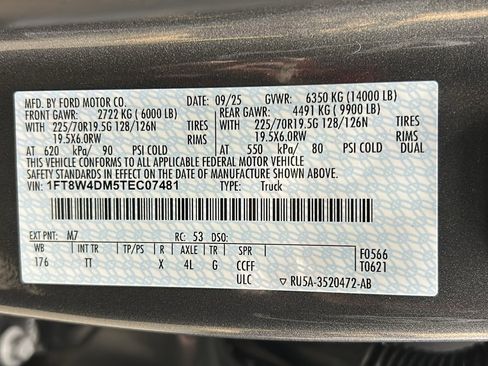 MFD. BY FORD MOTOR CO. 09/25 GVWR: 6350 KG (14000 LB)
FRONT GAWR: 2722 KG (6000 LB) REAR GAWR: 4491 KG (9900 LB)
WITH 225/70R19.5G 128/126N TIRES WITH 225/70R19.5G 128/126N TIRES
19.5X6.0RW 19.5X6.0RW RIMS
AT 620 kPa/ 90 PSI COLD AT 550 kPa/ 80 PSI COLD DUAL
THIS VEHICLE CONFORMS TO ALL APPLICABLE FEDERAL MOTOR VEHICLE
SAFETY STANDARDS IN EFFECT ON THE DATE OF MANUFACTURE SHOWN ABOVE.
VIN: 1FT8W4DM5TEC07481 TYPE: Truck
EXT PNT: M7 RC: 53 DSO:
WB INT TR TP/PS R AXLE TR SPR F0566
176 TT X 4L G CCFF T0621
ULC ▽ RU5A-3520472-AB